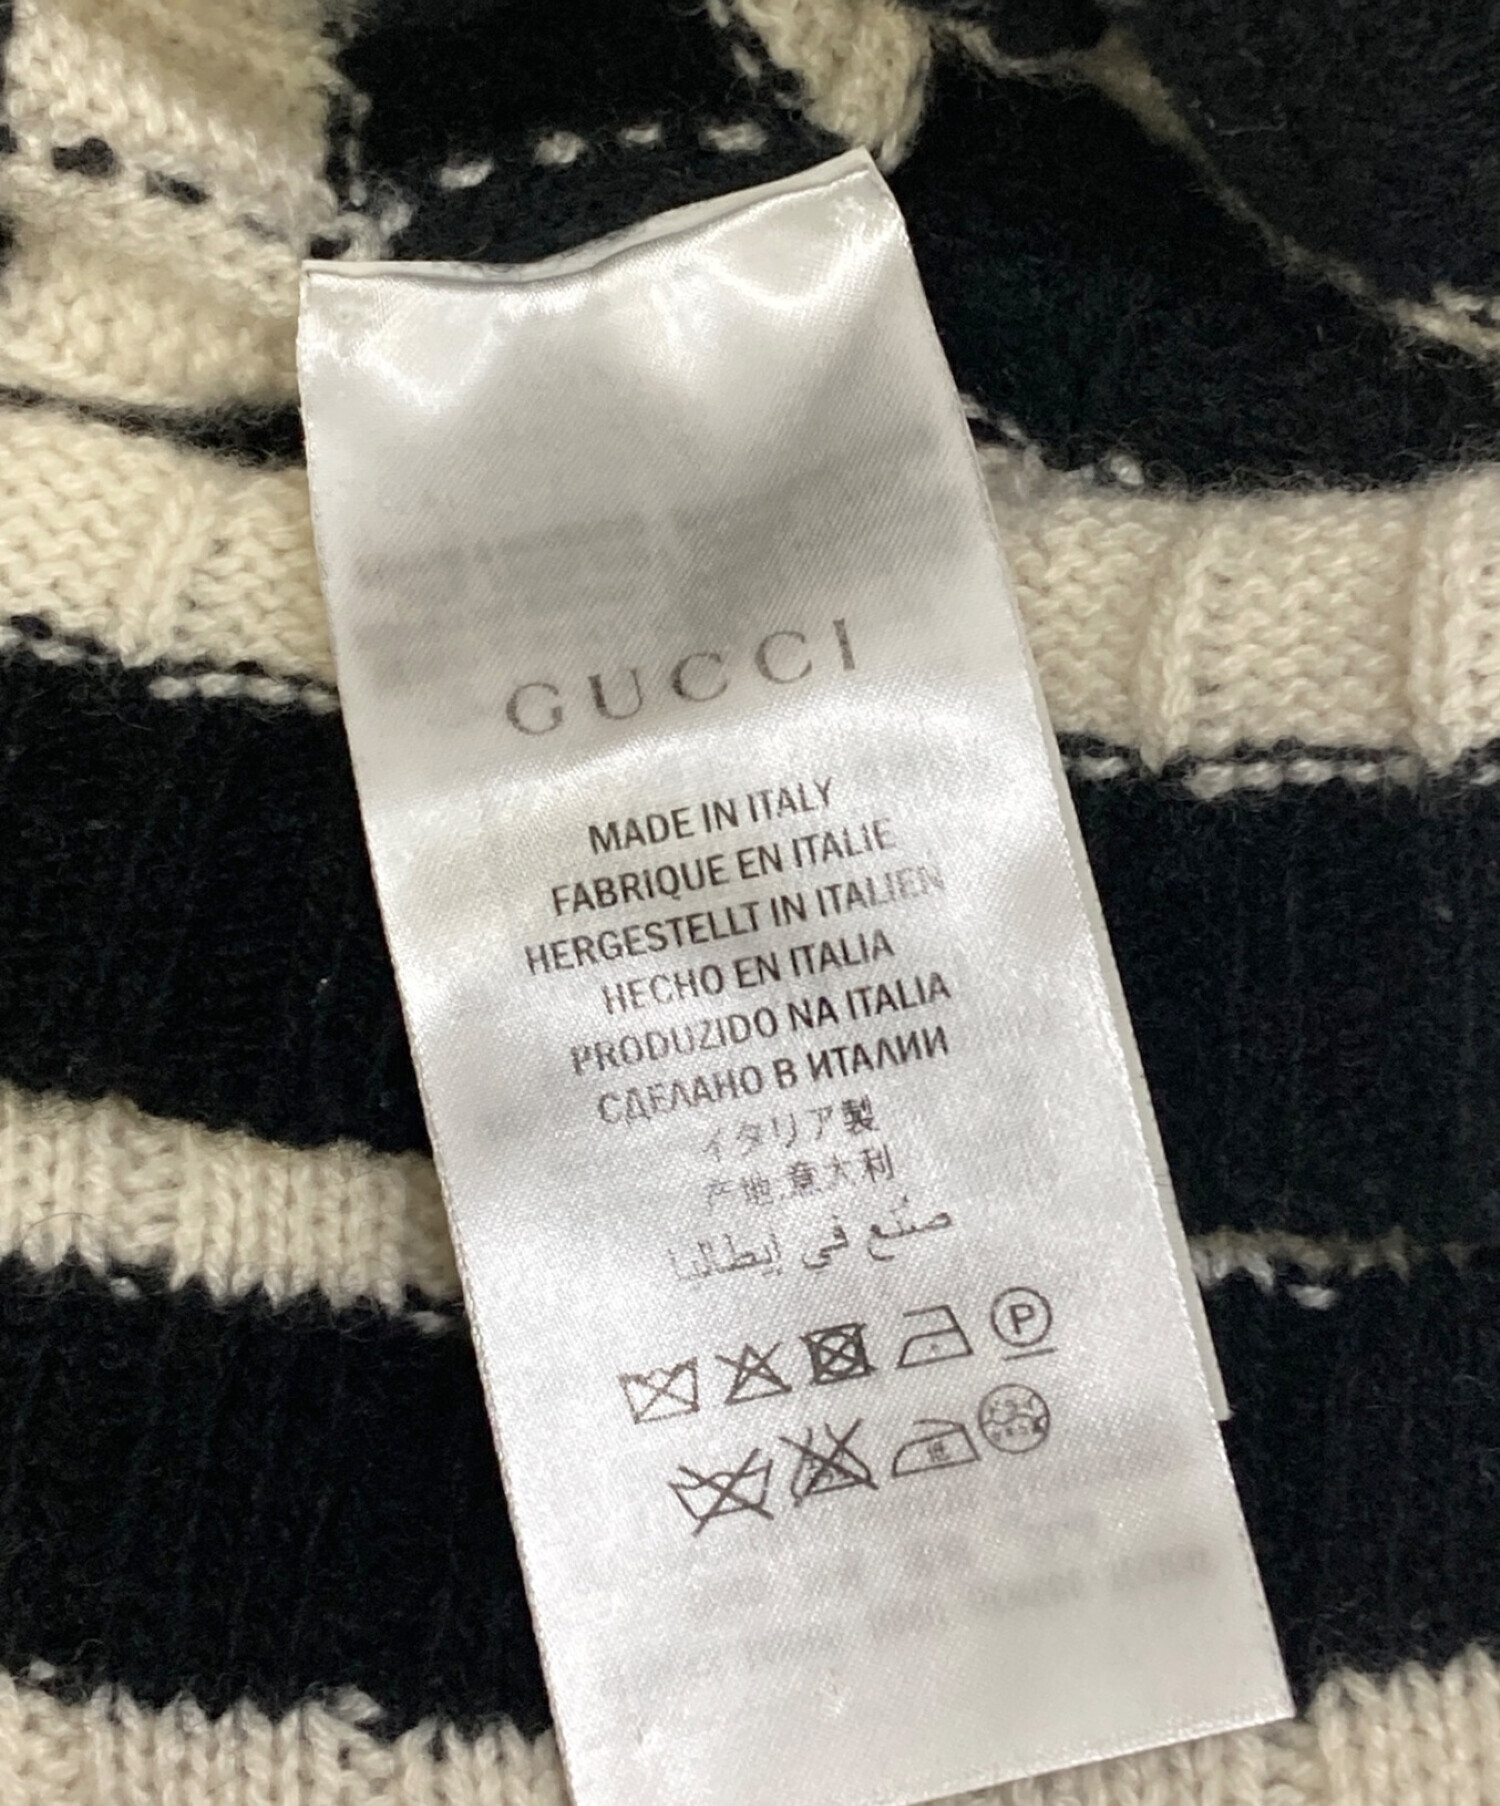 GUCCI
MADE IN ITALY
FABRIQUE EN ITALIE
HERGESTELLT IN ITALIEN
HECHO EN ITALIA
PRODUZIDO NA ITALIA
СДЕЛАНО В ИТАЛИИ
イタリア製
产地:意大利
صنع في إيطاليا
P
低